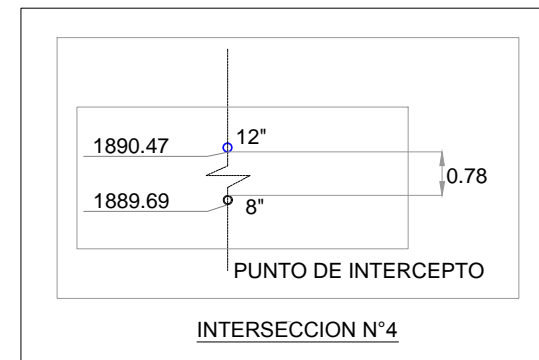 12"
1890.47
0.78
1889.69
8"
PUNTO DE INTERCEPTO
INTERSECCION N°4